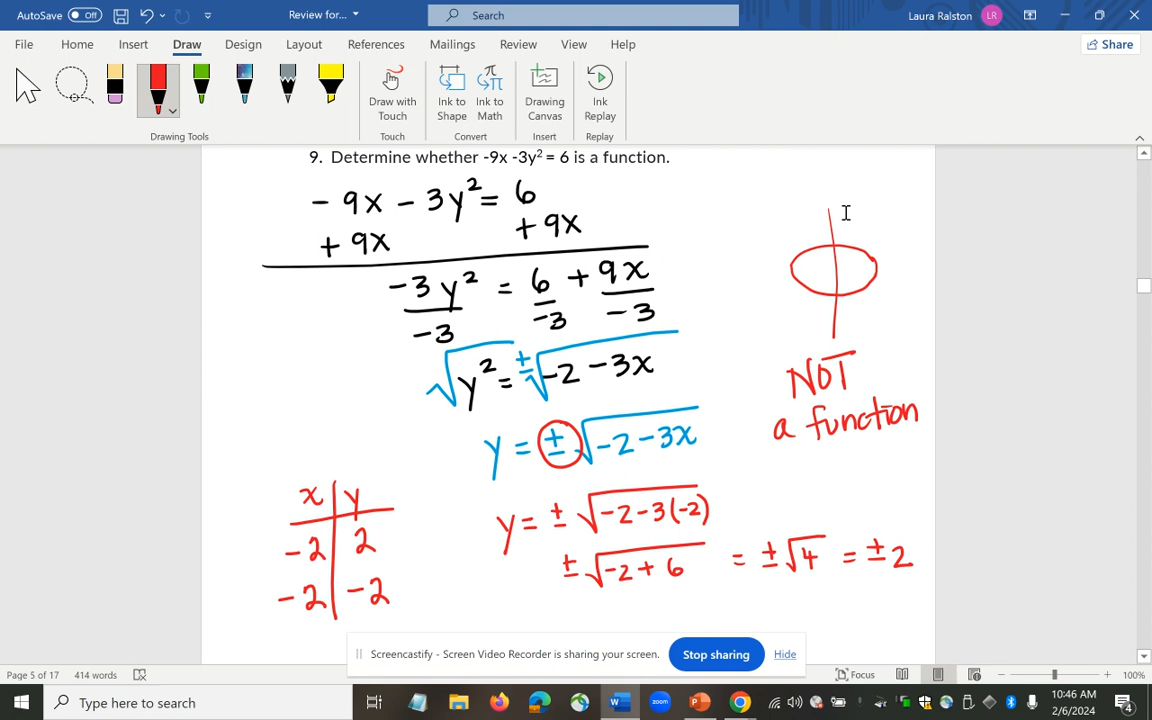 AutoSave Off Review for... Search Laura Ralston LR
File Home Insert Draw Design Layout References Mailings Review View Help Share
Draw with Touch Ink to Shape Ink to Math Drawing Canvas Ink Replay
Drawing Tools Touch Convert Insert Replay
9. Determine whether -9x -3y² = 6 is a function.
- 9x - 3y² = 6
+ 9x + 9x
-3y² = 6 + 9x
-3 -3 -3
√y² = ±√-2 - 3x
y = ±√-2 - 3x
NOT
a function
x y
-2 2
-2 -2
y = ±√-2 - 3(-2)
±√-2 + 6 = ±√4 = ±2
Screencastify - Screen Video Recorder is sharing your screen. Stop sharing Hide
Page 5 of 17 414 words Focus 100%
Type here to search
10:46 AM
2/6/2024
4